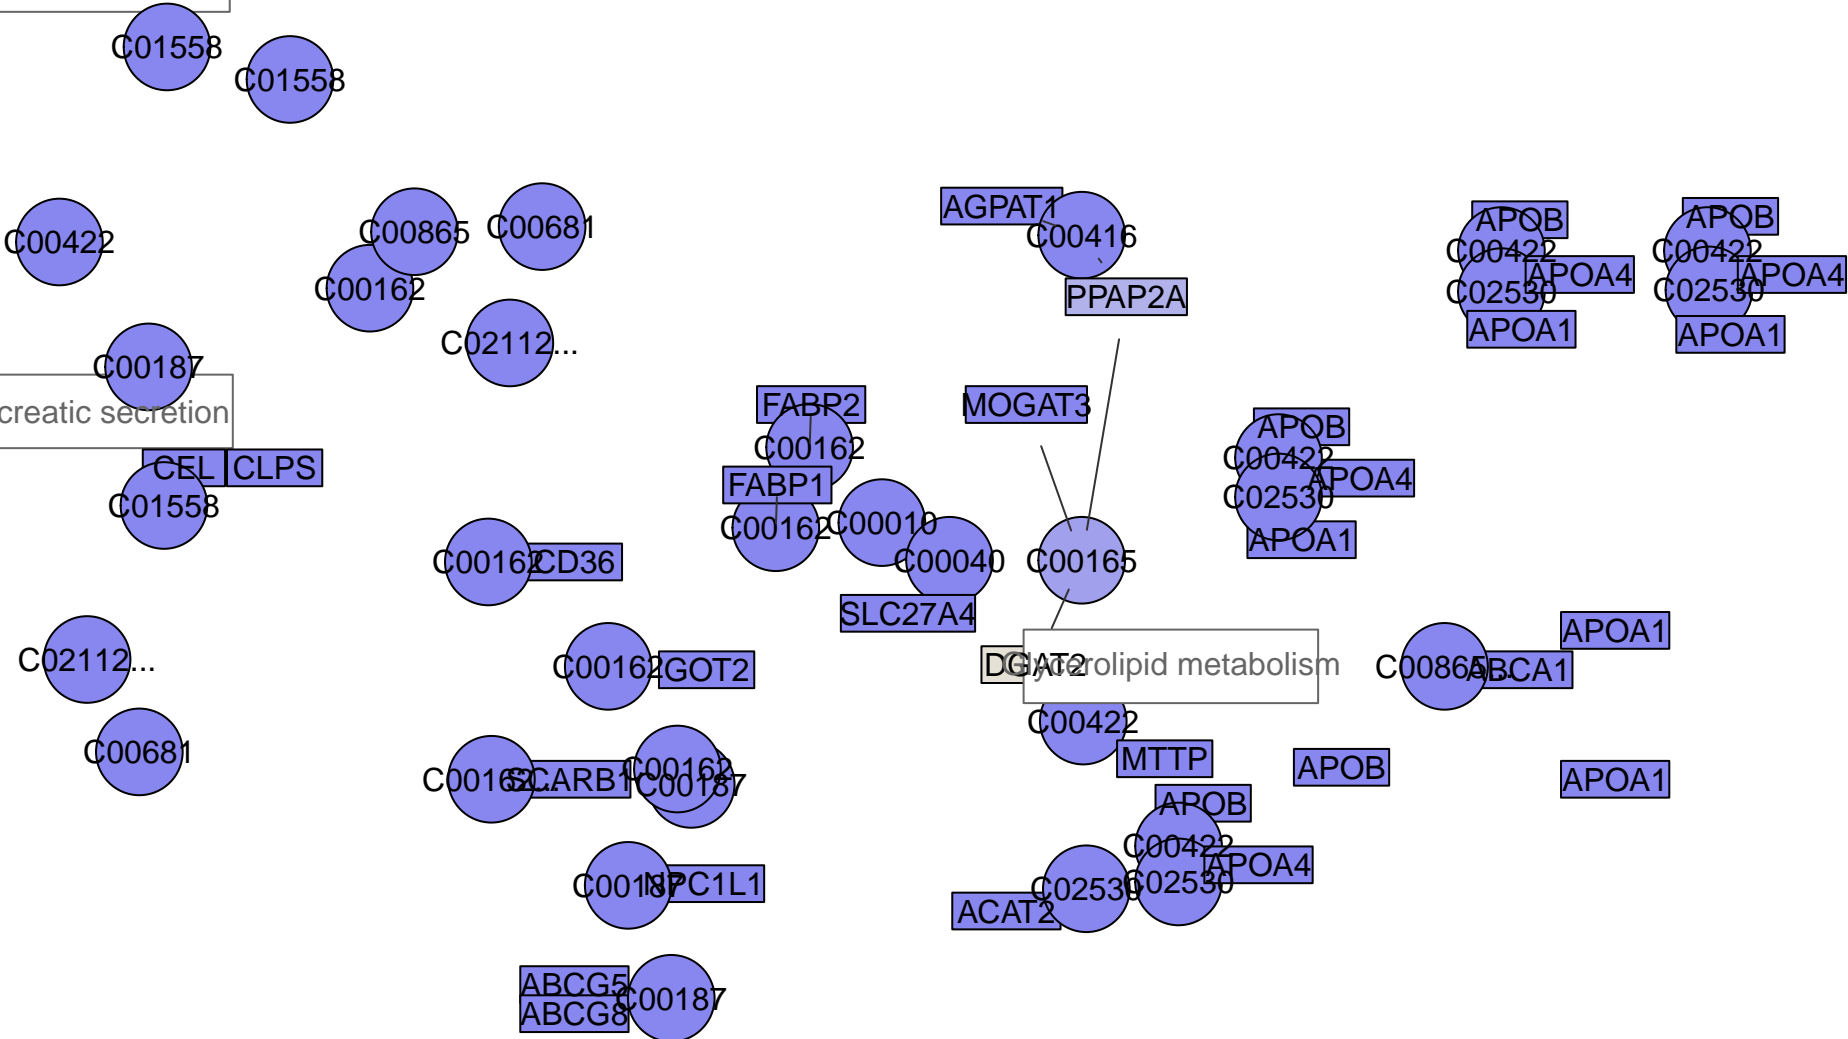 C01558
C01558
C00422
C00865
C00681
C00162
C02112...
C00187
creatic secretion
CEL
CLPS
C01558
C02112...
C00681
AGPAT1
C00416
PPAP2A
APOB
C00422
APOA4
C02530
APOA1
APOB
C00422
APOA4
C02530
APOA1
FABP2
C00162
FABP1
C00162
C00010
C00040
SLC27A4
MOGAT3
C00165
APOB
C00422
APOA4
C02530
APOA1
C00162
CD36
C00162
GOT2
C00162...
SCARB1
C00162
C00187
C00187
NPC1L1
ABCG5
ABCG8
C00187
DGAT2
Glycerolipid metabolism
C00422
MTTP
APOB
APOB
C00422
APOA4
C02530
C02530
ACAT2
C00865...
ABCA1
APOA1
APOA1